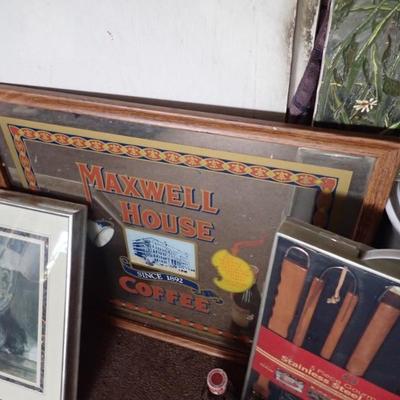 MAXWELL
HOUSE
SINCE 1892
COFFEE
Stainless Steel